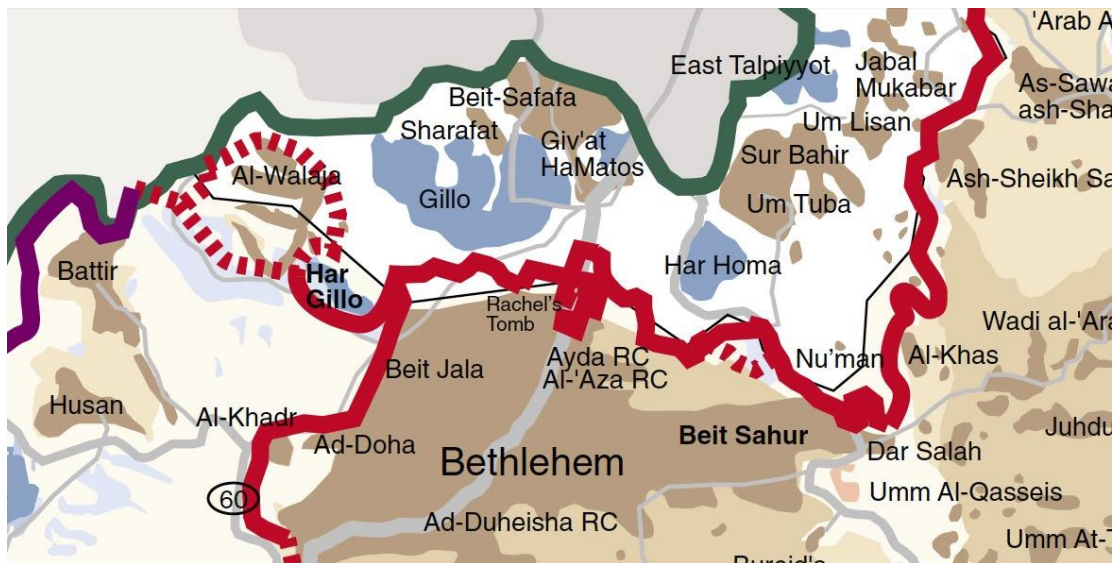 'Arab A
East Talpiyyot
Jabal
Mukabar
As-Sawa
ash-Sha
Beit-Safafa
Sharafat
Giv'at
HaMatos
Um Lisan
Sur Bahir
Al-Walaja
Gillo
Ash-Sheikh Sa
Um Tuba
Battir
Har
Gillo
Har Homa
Rachel's
Tomb
Wadi al-'Ara
Ayda RC
Al-'Aza RC
Nu'man
Al-Khas
Beit Jala
Husan
Al-Khadr
Ad-Doha
Beit Sahur
Juhdu
Bethlehem
Dar Salah
60
Umm Al-Qasseis
Ad-Duheisha RC
Umm At-T